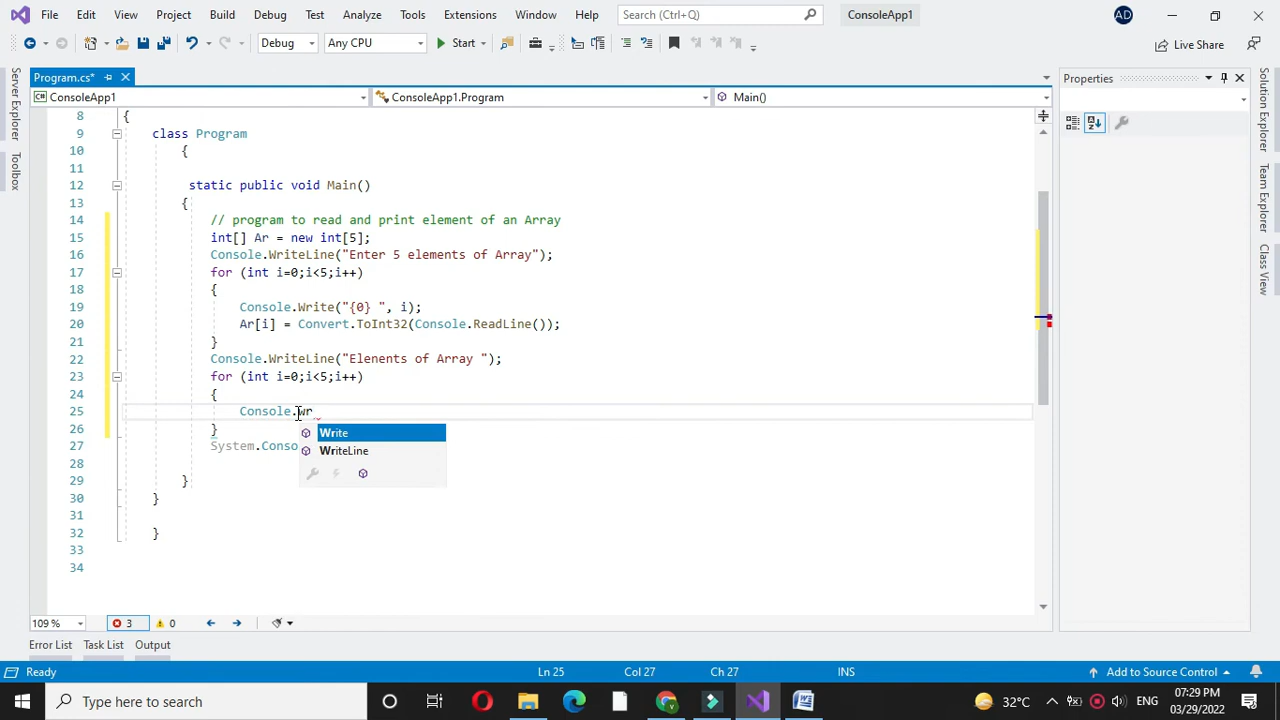 File Edit View Project Build Debug Test Analyze Tools Extensions Window Help Search (Ctrl+Q) ConsoleApp1 AD
Debug Any CPU Start Live Share
Program.cs* Properties
ConsoleApp1 ConsoleApp1.Program Main()
8 {
9 class Program
10 {
11
12 static public void Main()
13 {
14 // program to read and print element of an Array
15 int[] Ar = new int[5];
16 Console.WriteLine("Enter 5 elements of Array");
17 for (int i=0;i<5;i++)
18 {
19 Console.Write("{0} ", i);
20 Ar[i] = Convert.ToInt32(Console.ReadLine());
21 }
22 Console.WriteLine("Elenents of Array ");
23 for (int i=0;i<5;i++)
24 {
25 Console.wr
26 }
Write
27 System.Conso
WriteLine
28
29 }
30 }
31
32 }
33
34
Server Explorer
Toolbox
Solution Explorer
Team Explorer
Class View
109 % 3 0
Error List Task List Output
Ready Ln 25 Col 27 Ch 27 INS Add to Source Control
Type here to search 32°C ENG 07:29 PM
03/29/2022